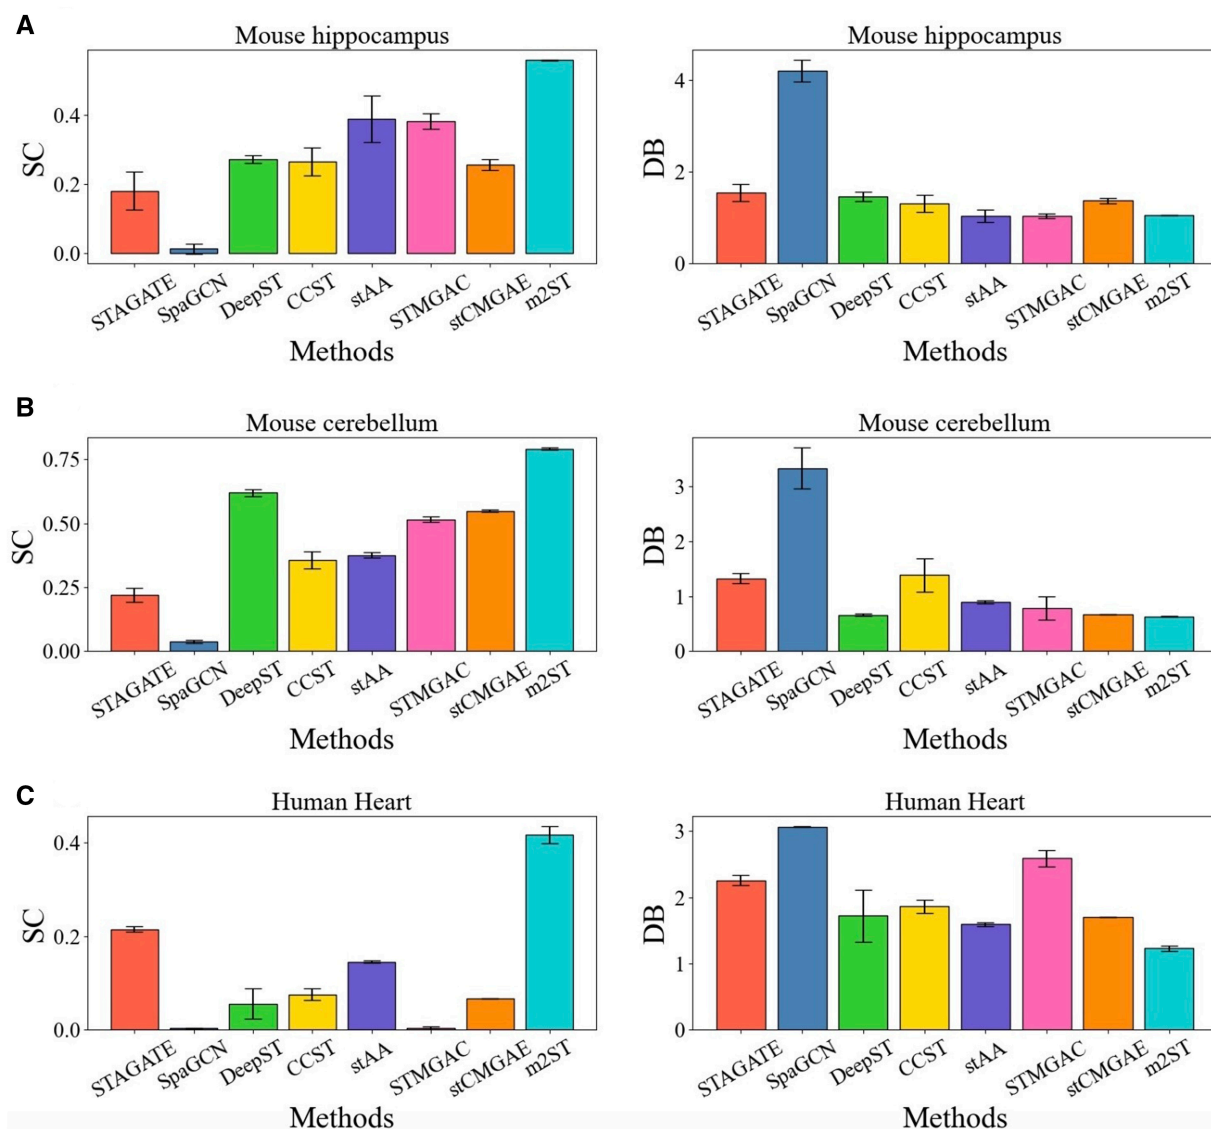 A
Mouse hippocampus
SC
0.4
0.2
0.0
STAGATE
SpaGCN
DeepST
CCST
stAA
STMGAC
stCMGAE
m2ST
Methods
Mouse hippocampus
DB
4
2
0
STAGATE
SpaGCN
DeepST
CCST
stAA
STMGAC
stCMGAE
m2ST
Methods
B
Mouse cerebellum
SC
0.75
0.50
0.25
0.00
STAGATE
SpaGCN
DeepST
CCST
stAA
STMGAC
stCMGAE
m2ST
Methods
Mouse cerebellum
DB
3
2
1
0
STAGATE
SpaGCN
DeepST
CCST
stAA
STMGAC
stCMGAE
m2ST
Methods
C
Human Heart
SC
0.4
0.2
0.0
STAGATE
SpaGCN
DeepST
CCST
stAA
STMGAC
stCMGAE
m2ST
Methods
Human Heart
DB
3
2
1
0
STAGATE
SpaGCN
DeepST
CCST
stAA
STMGAC
stCMGAE
m2ST
Methods